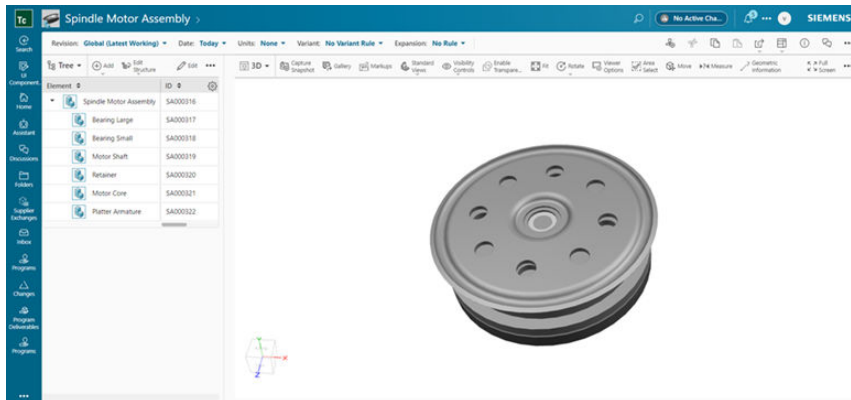 Tc
Spindle Motor Assembly >
No Active Cha...
SIEMENS
Revision: Global (Latest Working)
Date: Today
Units: None
Variant: No Variant Rule
Expansion: No Rule
Search
UI Component...
Home
Assistant
Discussions
Folders
Supplier Exchanges
Inbox
Programs
Changes
Program Deliverables
Programs
Tree
Add
Edit Structure
Edit
Element
ID
Spindle Motor Assembly SA000316
Bearing Large SA000317
Bearing Small SA000318
Motor Shaft SA000319
Retainer SA000320
Motor Core SA000321
Platter Armature SA000322
3D
Capture Snapshot
Gallery
Markups
Standard Views
Visibility Controls
Enable Transpare...
Fit
Rotate
Viewer Options
Area Select
Move
Measure
Geometric Information
Full Screen
Y
X
Z